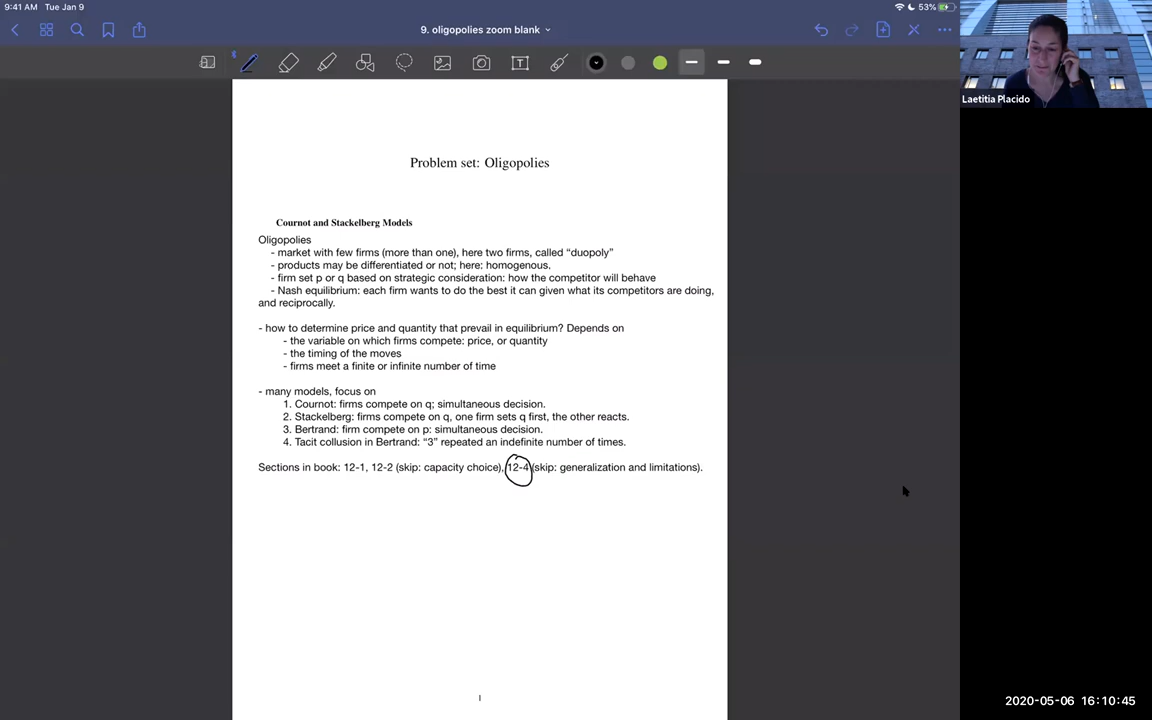 9:41 AM Tue Jan 9
53%
9. oligopolies zoom blank
Laetitia Placido
Problem set: Oligopolies
Cournot and Stackelberg Models
Oligopolies
- market with few firms (more than one), here two firms, called “duopoly”
- products may be differentiated or not; here: homogenous.
- firm set p or q based on strategic consideration: how the competitor will behave
- Nash equilibrium: each firm wants to do the best it can given what its competitors are doing,
and reciprocally.
- how to determine price and quantity that prevail in equilibrium? Depends on
- the variable on which firms compete: price, or quantity
- the timing of the moves
- firms meet a finite or infinite number of time
- many models, focus on
1. Cournot: firms compete on q; simultaneous decision.
2. Stackelberg: firms compete on q, one firm sets q first, the other reacts.
3. Bertrand: firm compete on p: simultaneous decision.
4. Tacit collusion in Bertrand: “3” repeated an indefinite number of times.
Sections in book: 12-1, 12-2 (skip: capacity choice), 12-4 (skip: generalization and limitations).
1
2020-05-06 16:10:45